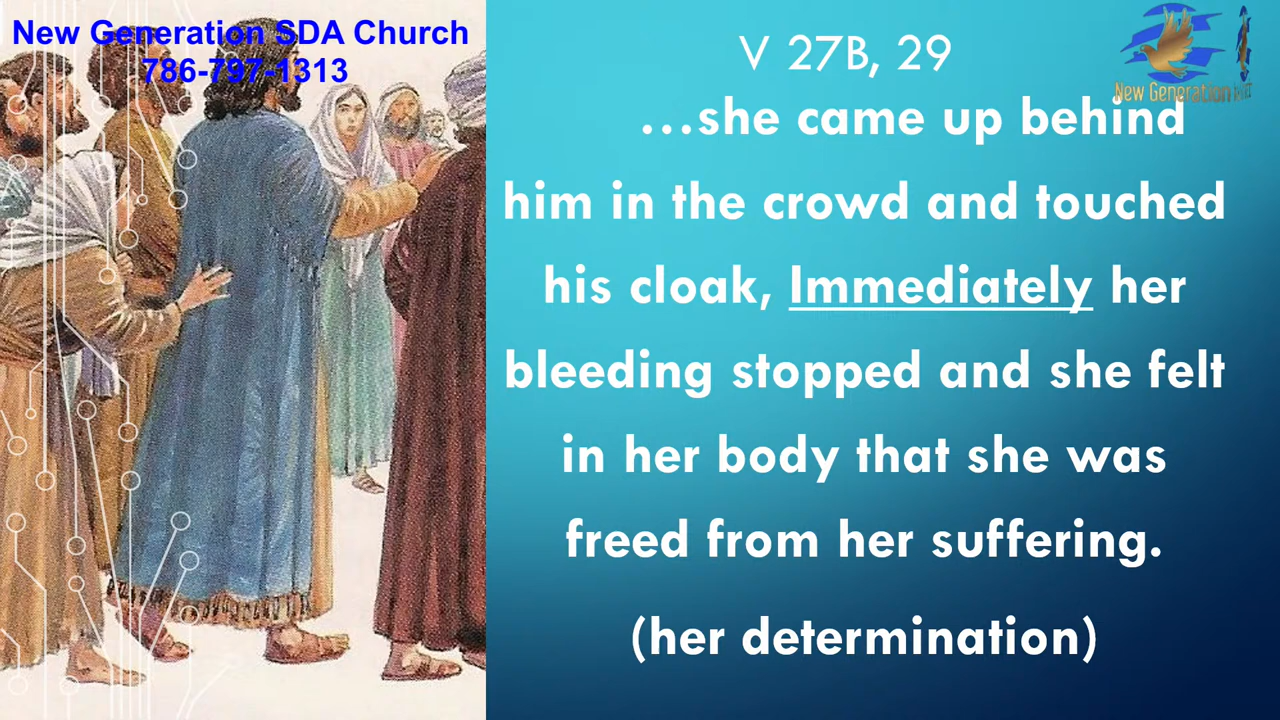 New Generation SDA Church
786-797-1313
V 27B, 29
New Generation
...she came up behind
him in the crowd and touched
his cloak, Immediately her
bleeding stopped and she felt
in her body that she was
freed from her suffering.
(her determination)